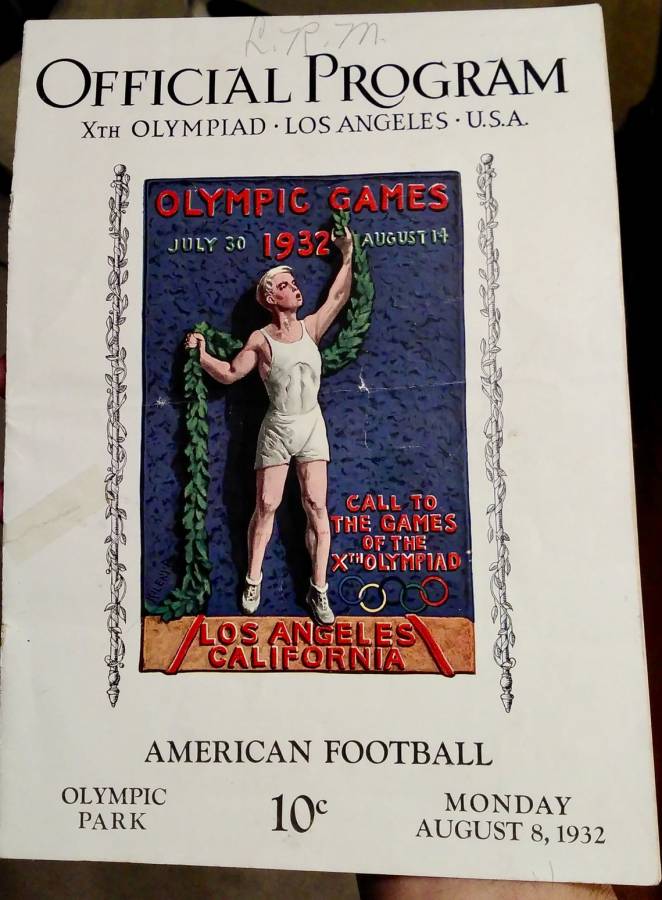 L. R. M.
OFFICIAL PROGRAM
XTH OLYMPIAD · LOS ANGELES · U.S.A.
OLYMPIC GAMES
JULY 30 1932 AUGUST 14
CALL TO
THE GAMES
OF THE
XTH OLYMPIAD
LOS ANGELES
CALIFORNIA
AMERICAN FOOTBALL
OLYMPIC
PARK
10c
MONDAY
AUGUST 8, 1932